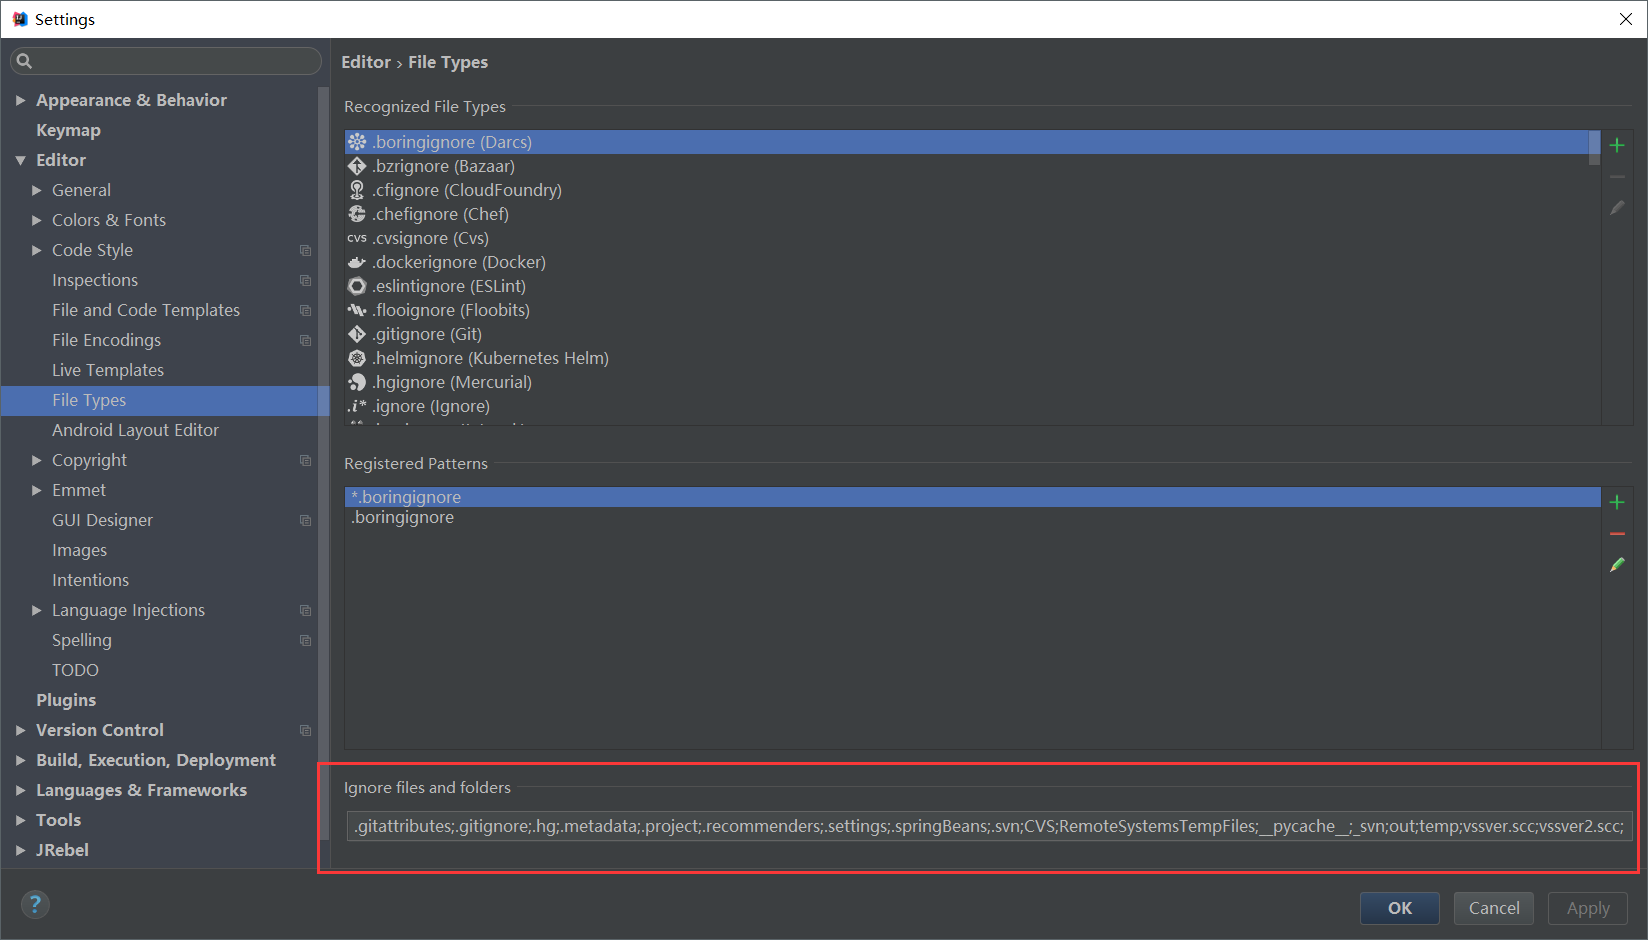 Settings
Appearance & Behavior
Keymap
Editor
General
Colors & Fonts
Code Style
Inspections
File and Code Templates
File Encodings
Live Templates
File Types
Android Layout Editor
Copyright
Emmet
GUI Designer
Images
Intentions
Language Injections
Spelling
TODO
Plugins
Version Control
Build, Execution, Deployment
Languages & Frameworks
Tools
JRebel
Editor › File Types
Recognized File Types
.boringignore (Darcs)
.bzrignore (Bazaar)
.cfignore (CloudFoundry)
.chefignore (Chef)
cvs .cvsignore (Cvs)
.dockerignore (Docker)
.eslintignore (ESLint)
.flooignore (Floobits)
.gitignore (Git)
.helmignore (Kubernetes Helm)
.hgignore (Mercurial)
.i* .ignore (Ignore)
Registered Patterns
*.boringignore
.boringignore
Ignore files and folders
.gitattributes;.gitignore;.hg;.metadata;.project;.recommenders;.settings;.springBeans;.svn;CVS;RemoteSystemsTempFiles;__pycache__;_svn;out;temp;vssver.scc;vssver2.scc;
?
OK
Cancel
Apply